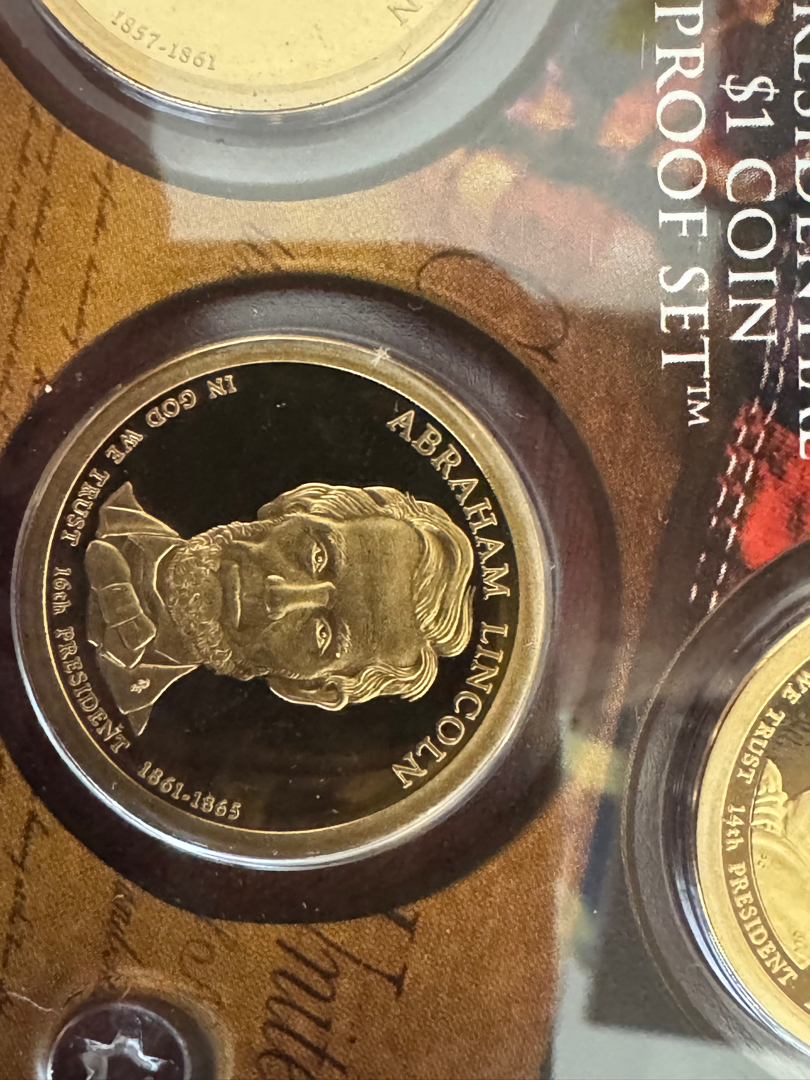 PRESIDENTIAL
$1 COIN
PROOF SET™
1857-1861
ABRAHAM LINCOLN
IN GOD WE TRUST 16th PRESIDENT 1861-1865
WE TRUST 14th PRESIDENT